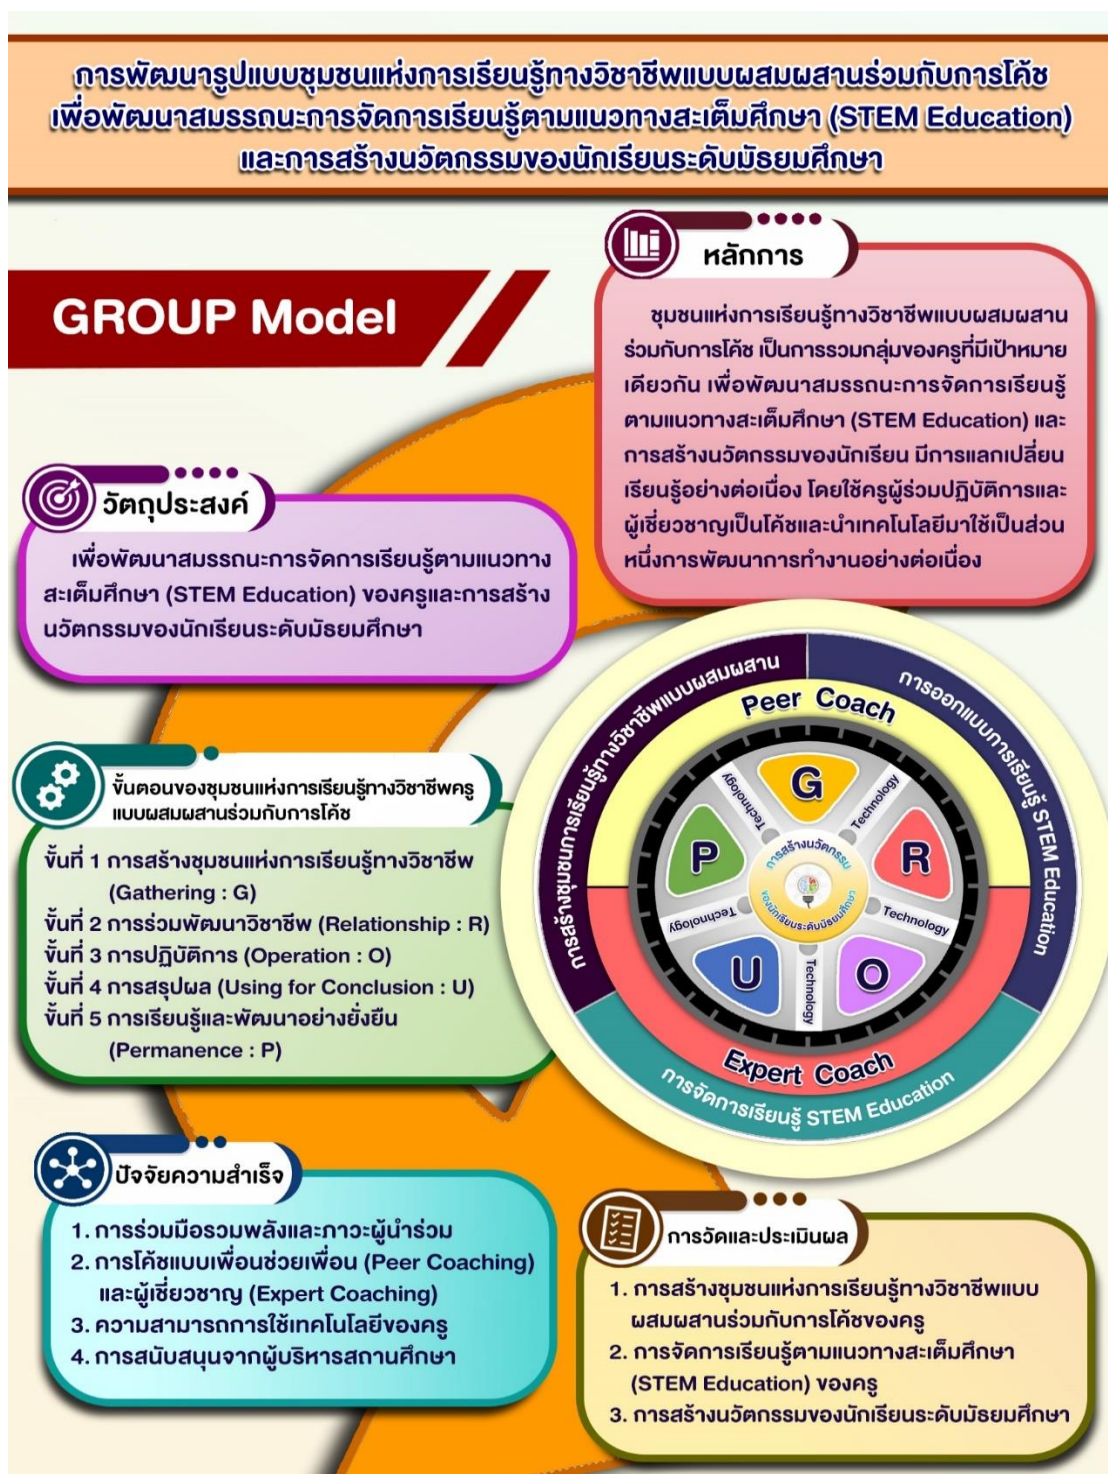 การพัฒนารูปแบบชุมชนแห่งการเรียนรู้ทางวิชาชีพแบบผสมผสานร่วมกับการโค้ช
เพื่อพัฒนาสมรรถนะการจัดการเรียนรู้ตามแนวทางสะเต็มศึกษา (STEM Education)
และการสร้างนวัตกรรมของนักเรียนระดับมัธยมศึกษา
GROUP Model
หลักการ
ชุมชนแห่งการเรียนรู้ทางวิชาชีพแบบผสมผสาน
ร่วมกับการโค้ช เป็นการรวมกลุ่มของครูที่มีเป้าหมาย
เดียวกัน เพื่อพัฒนาสมรรถนะการจัดการเรียนรู้
ตามแนวทางสะเต็มศึกษา (STEM Education) และ
การสร้างนวัตกรรมของนักเรียน มีการแลกเปลี่ยน
เรียนรู้อย่างต่อเนื่อง โดยใช้ครูผู้ร่วมปฏิบัติการและ
ผู้เชี่ยวชาญเป็นโค้ชและนำเทคโนโลยีมาใช้เป็นส่วน
หนึ่งการพัฒนาการทำงานอย่างต่อเนื่อง
วัตถุประสงค์
เพื่อพัฒนาสมรรถนะการจัดการเรียนรู้ตามแนวทาง
สะเต็มศึกษา (STEM Education) ของครูและการสร้าง
นวัตกรรมของนักเรียนระดับมัธยมศึกษา
ขั้นตอนของชุมชนแห่งการเรียนรู้ทางวิชาชีพครู
แบบผสมผสานร่วมกับการโค้ช
ขั้นที่ 1 การสร้างชุมชนแห่งการเรียนรู้ทางวิชาชีพ
(Gathering : G)
ขั้นที่ 2 การร่วมพัฒนาวิชาชีพ (Relationship : R)
ขั้นที่ 3 การปฏิบัติการ (Operation : O)
ขั้นที่ 4 การสรุปผล (Using for Conclusion : U)
ขั้นที่ 5 การเรียนรู้และพัฒนาอย่างยั่งยืน
(Permanence : P)
การสร้างชุมชนการเรียนรู้ทางวิชาชีพแบบผสมผสาน
การออกแบบการเรียนรู้ STEM Education
การจัดการเรียนรู้ STEM Education
Peer Coach
Expert Coach
G
R
O
U
P
Technology
Technology
Technology
Technology
Technology
การสร้างนวัตกรรม
ของนักเรียนระดับมัธยมศึกษา
ปัจจัยความสำเร็จ
1. การร่วมมือรวมพลังและภาวะผู้นำร่วม
2. การโค้ชแบบเพื่อนช่วยเพื่อน (Peer Coaching)
และผู้เชี่ยวชาญ (Expert Coaching)
3. ความสามารถการใช้เทคโนโลยีของครู
4. การสนับสนุนจากผู้บริหารสถานศึกษา
การวัดและประเมินผล
1. การสร้างชุมชนแห่งการเรียนรู้ทางวิชาชีพแบบ
ผสมผสานร่วมกับการโค้ชของครู
2. การจัดการเรียนรู้ตามแนวทางสะเต็มศึกษา
(STEM Education) ของครู
3. การสร้างนวัตกรรมของนักเรียนระดับมัธยมศึกษา